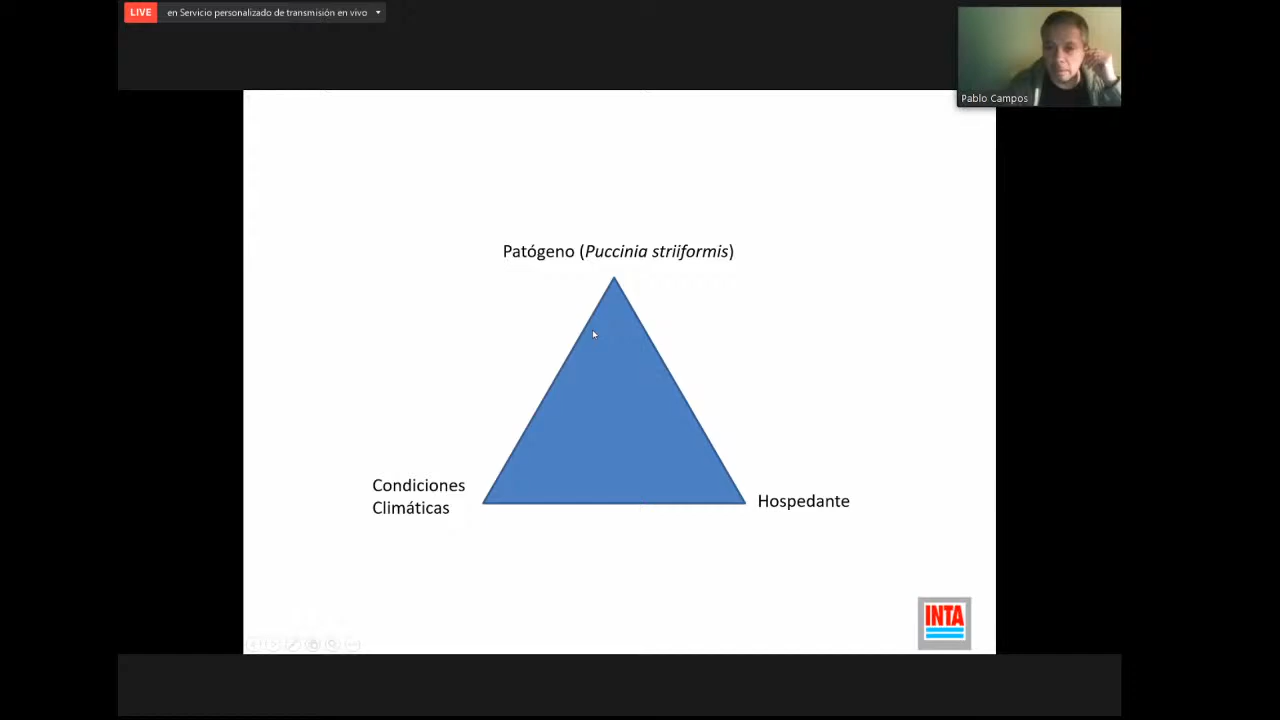 LIVE en Servicio personalizado de transmisión en vivo
Pablo Campos
Patógeno (Puccinia striiformis)
Condiciones
Climáticas
Hospedante
INTA